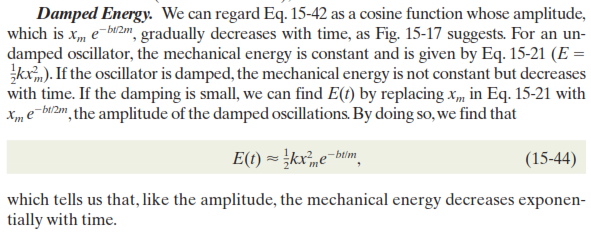 Damped Energy. We can regard Eq. 15-42 as a cosine function whose amplitude,
which is xₘ e^−bt/2m, gradually decreases with time, as Fig. 15-17 suggests. For an un-
damped oscillator, the mechanical energy is constant and is given by Eq. 15-21 (E =
½kx²ₘ). If the oscillator is damped, the mechanical energy is not constant but decreases
with time. If the damping is small, we can find E(t) by replacing xₘ in Eq. 15-21 with
xₘ e^−bt/2m, the amplitude of the damped oscillations. By doing so, we find that
E(t) ≈ ½kx²ₘe^−bt/m, (15-44)
which tells us that, like the amplitude, the mechanical energy decreases exponen-
tially with time.